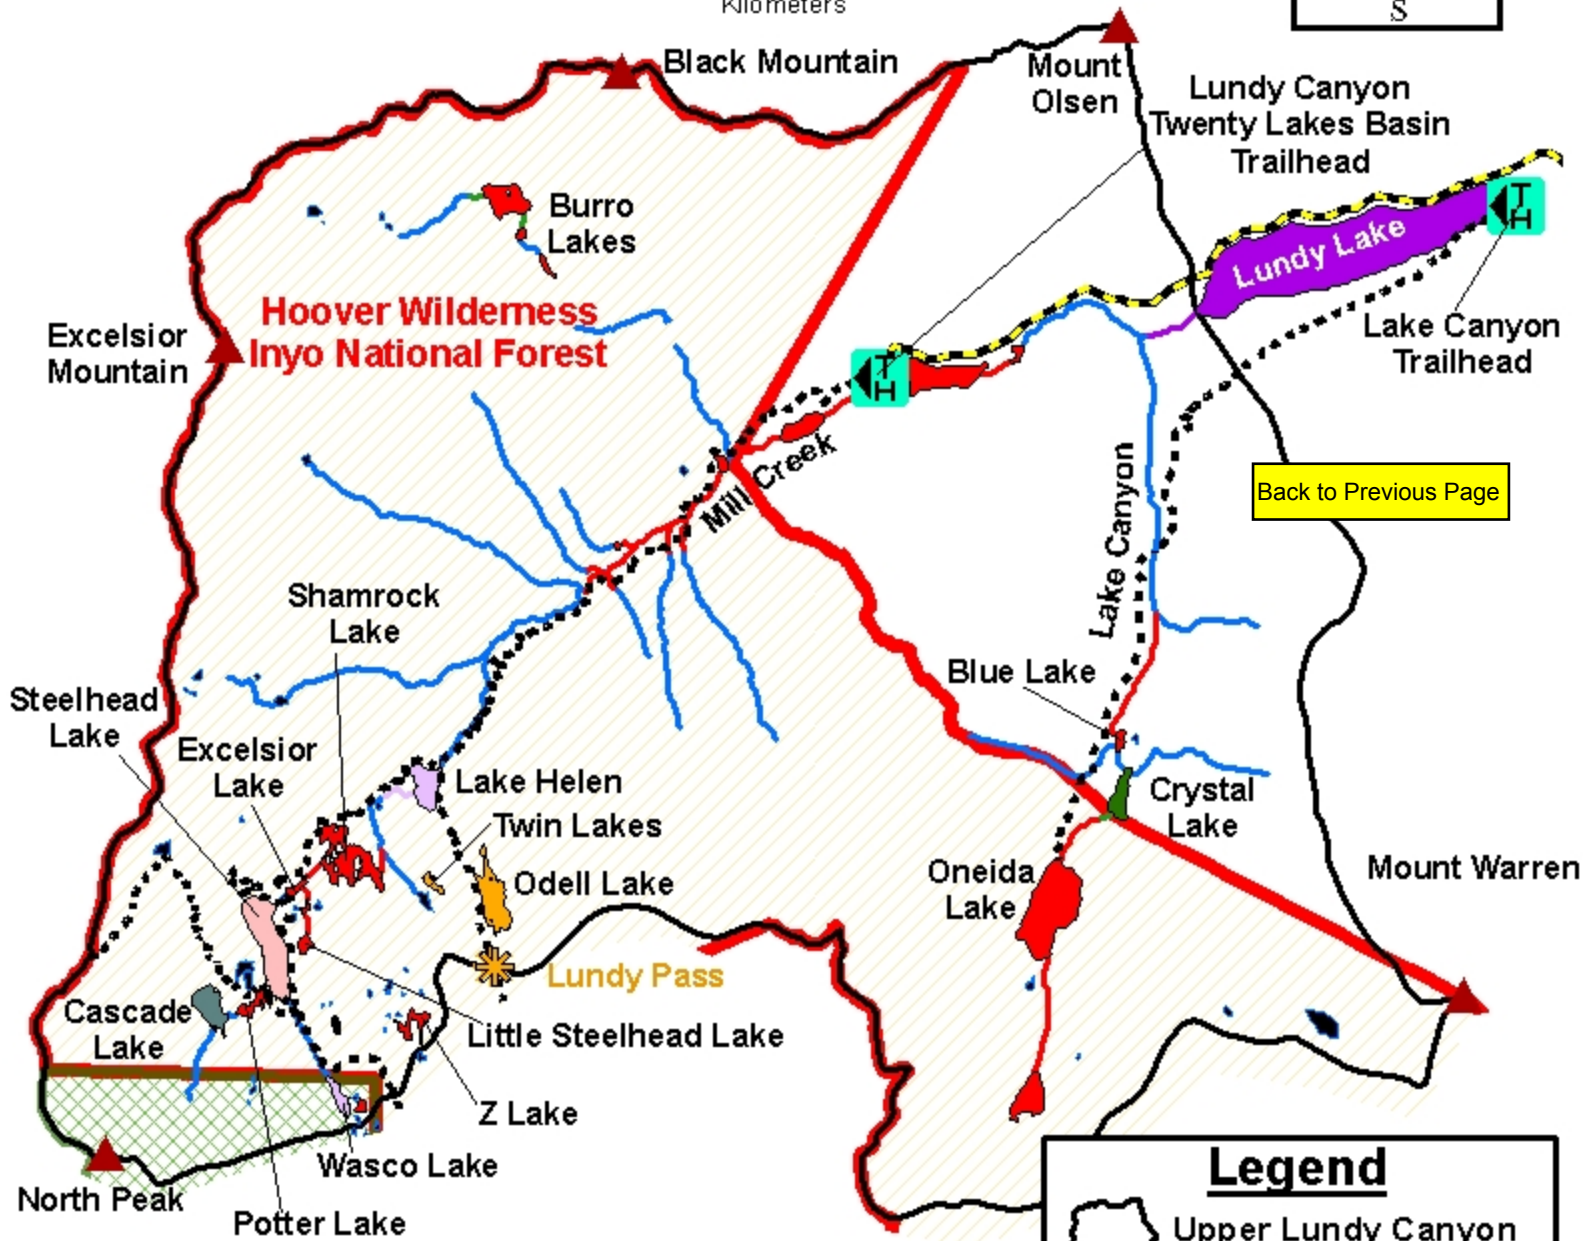 Kilometers
S
Black Mountain
Mount
Olsen
Lundy Canyon
Twenty Lakes Basin
Trailhead
Burro
Lakes
T
H
Lundy Lake
Hoover Wilderness
Inyo National Forest
Excelsior
Mountain
Lake Canyon
Trailhead
T
H
Mill Creek
Lake Canyon
Back to Previous Page
Shamrock
Lake
Steelhead
Lake
Excelsior
Lake
Blue Lake
Lake Helen
Twin Lakes
Crystal
Lake
Odell Lake
Oneida
Lake
Mount Warren
Lundy Pass
Cascade
Lake
Little Steelhead Lake
Z Lake
Wasco Lake
North Peak
Potter Lake
Legend
Upper Lundy Canyon